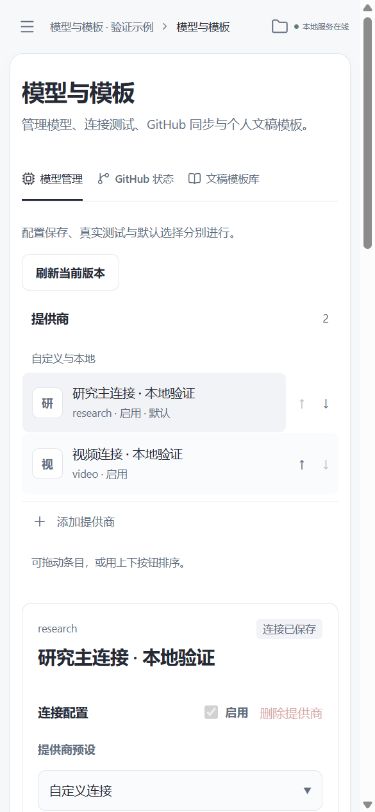 模型与模板 · 验证示例 > 模型与模板 本地服务在线
模型与模板
管理模型、连接测试、GitHub 同步与个人文稿模板。
模型管理 GitHub 状态 文稿模板库
配置保存、真实测试与默认选择分别进行。
刷新当前版本
提供商 2
自定义与本地
研 研究主连接 · 本地验证 ↑ ↓
research · 启用 · 默认
视 视频连接 · 本地验证 ↑ ↓
video · 启用
+ 添加提供商
可拖动条目，或用上下按钮排序。
research 连接已保存
研究主连接 · 本地验证
连接配置 启用 删除提供商
提供商预设
自定义连接